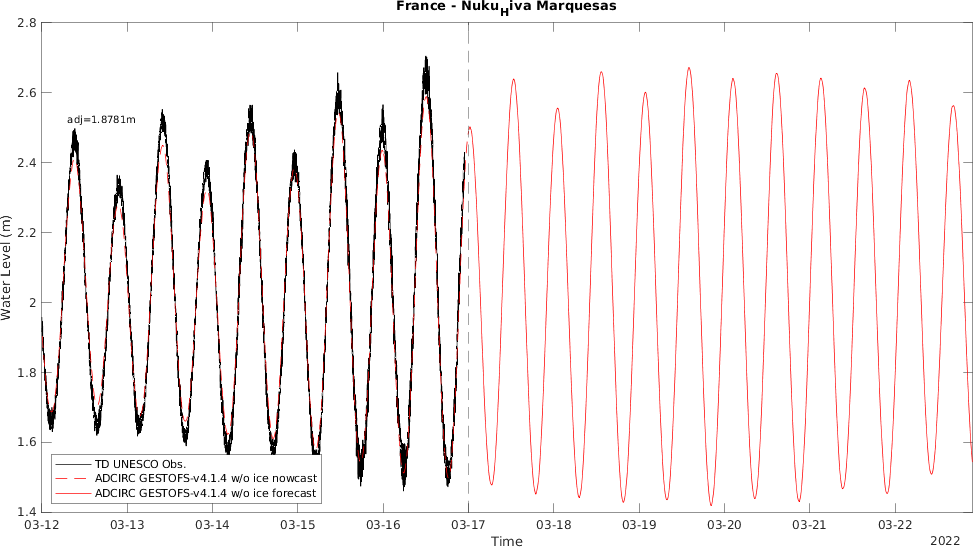 France - Nuku_Hiva Marquesas
2.8
2.6
adj=1.8781m
2.4
2.2
Water Level (m)
2
1.8
1.6
TD UNESCO Obs.
ADCIRC GESTOFS-v4.1.4 w/o ice nowcast
ADCIRC GESTOFS-v4.1.4 w/o ice forecast
1.4
03-12 03-13 03-14 03-15 03-16 03-17 03-18 03-19 03-20 03-21 03-22
Time
2022